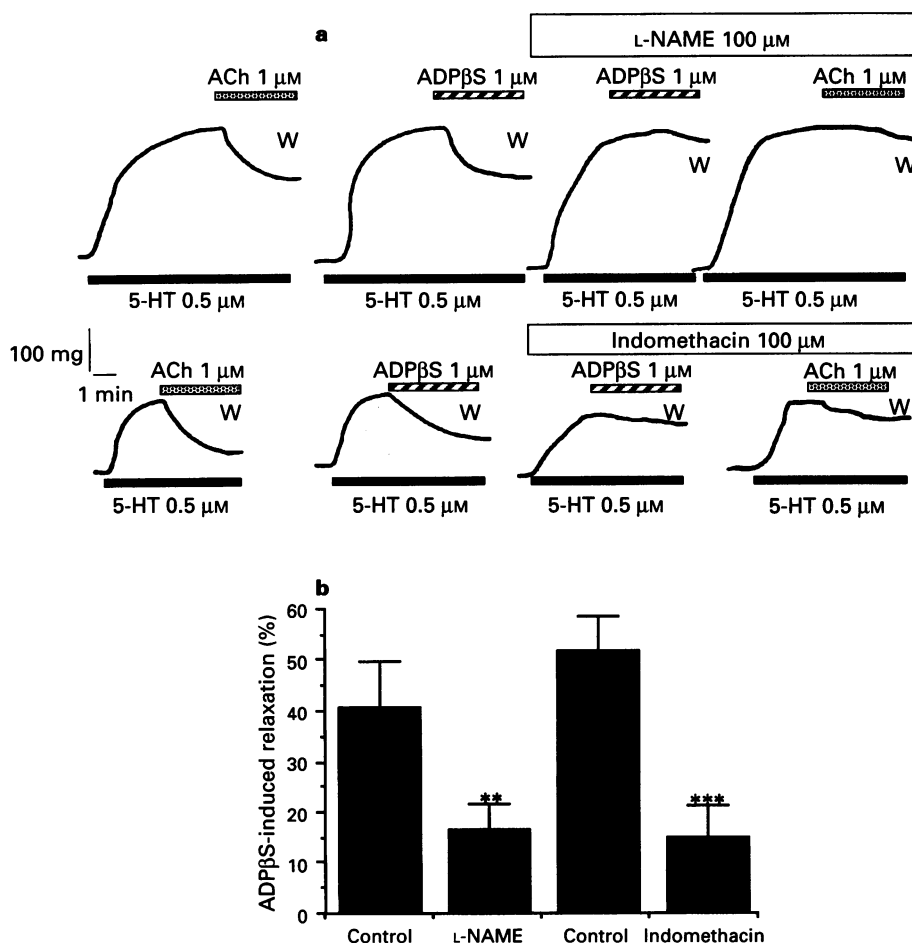 a
L-NAME 100 μM
ACh 1 μM
ADPβS 1 μM
ADPβS 1 μM
ACh 1 μM
W
W
W
W
5-HT 0.5 μM
5-HT 0.5 μM
5-HT 0.5 μM
5-HT 0.5 μM
100 mg
1 min
Indomethacin 100 μM
ACh 1 μM
ADPβS 1 μM
ADPβS 1 μM
ACh 1 μM
W
W
W
W
5-HT 0.5 μM
5-HT 0.5 μM
5-HT 0.5 μM
5-HT 0.5 μM
b
ADPβS-induced relaxation (%)
60
50
40
30
20
10
0
**
***
Control
L-NAME
Control
Indomethacin